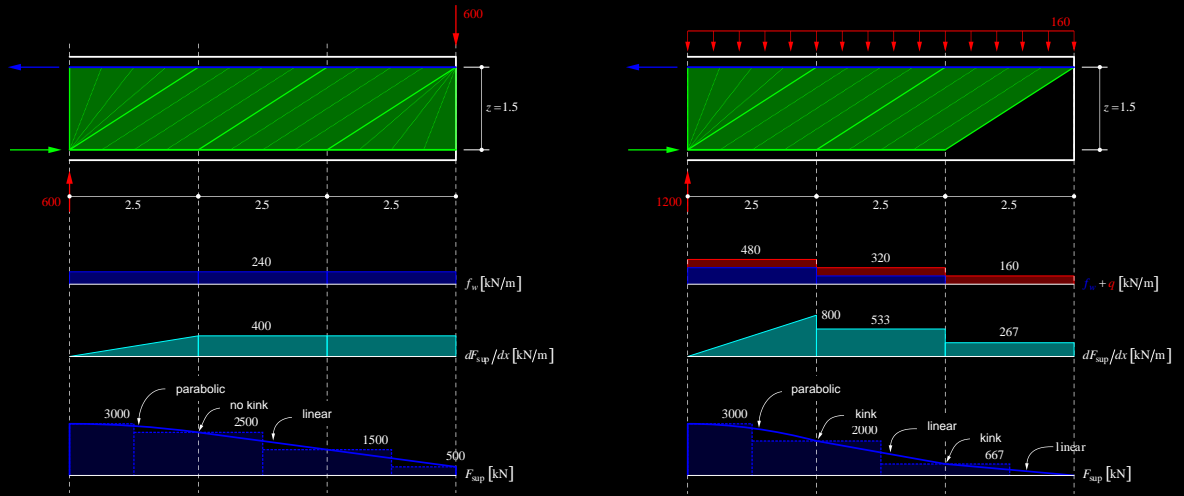 600
z = 1.5
600
2.5 2.5 2.5
240
f_w [kN/m]
400
dF_sup/dx [kN/m]
parabolic
no kink
3000
2500
linear
1500
500
F_sup [kN]
160
z = 1.5
1200
2.5 2.5 2.5
480
320
160
f_w + q [kN/m]
800
533
267
dF_sup/dx [kN/m]
parabolic
3000
kink
2000
linear
kink
667
linear
F_sup [kN]